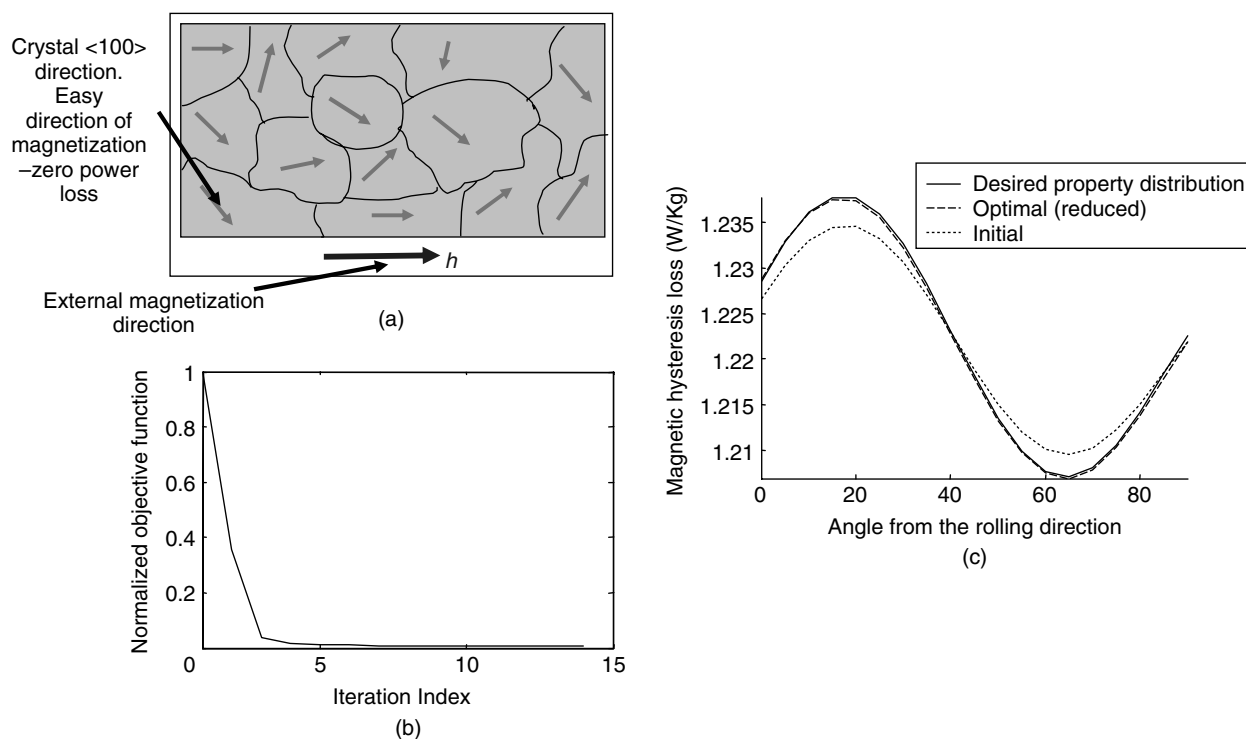 Crystal <100>
direction.
Easy
direction of
magnetization
–zero power
loss
h
External magnetization
direction
(a)
Normalized objective function
1
0.8
0.6
0.4
0.2
0
5
10
15
Iteration Index
(b)
Desired property distribution
Optimal (reduced)
Initial
Magnetic hysteresis loss (W/Kg)
1.235
1.23
1.225
1.22
1.215
1.21
0
20
40
60
80
Angle from the rolling direction
(c)